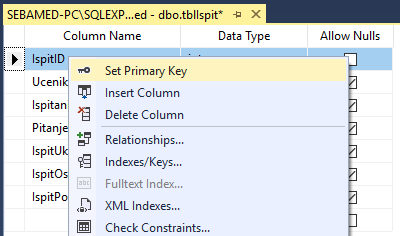 SEBAMED-PC\SQLEXP...ed - dbo.tblIspit*
Column Name Data Type Allow Nulls
IspitID
Set Primary Key
Ucenik
Insert Column
Ispitan
Delete Column
Pitanje
Relationships...
IspitUk
Indexes/Keys...
IspitOs
abc Fulltext Index...
IspitPo
XML Indexes...
Check Constraints...